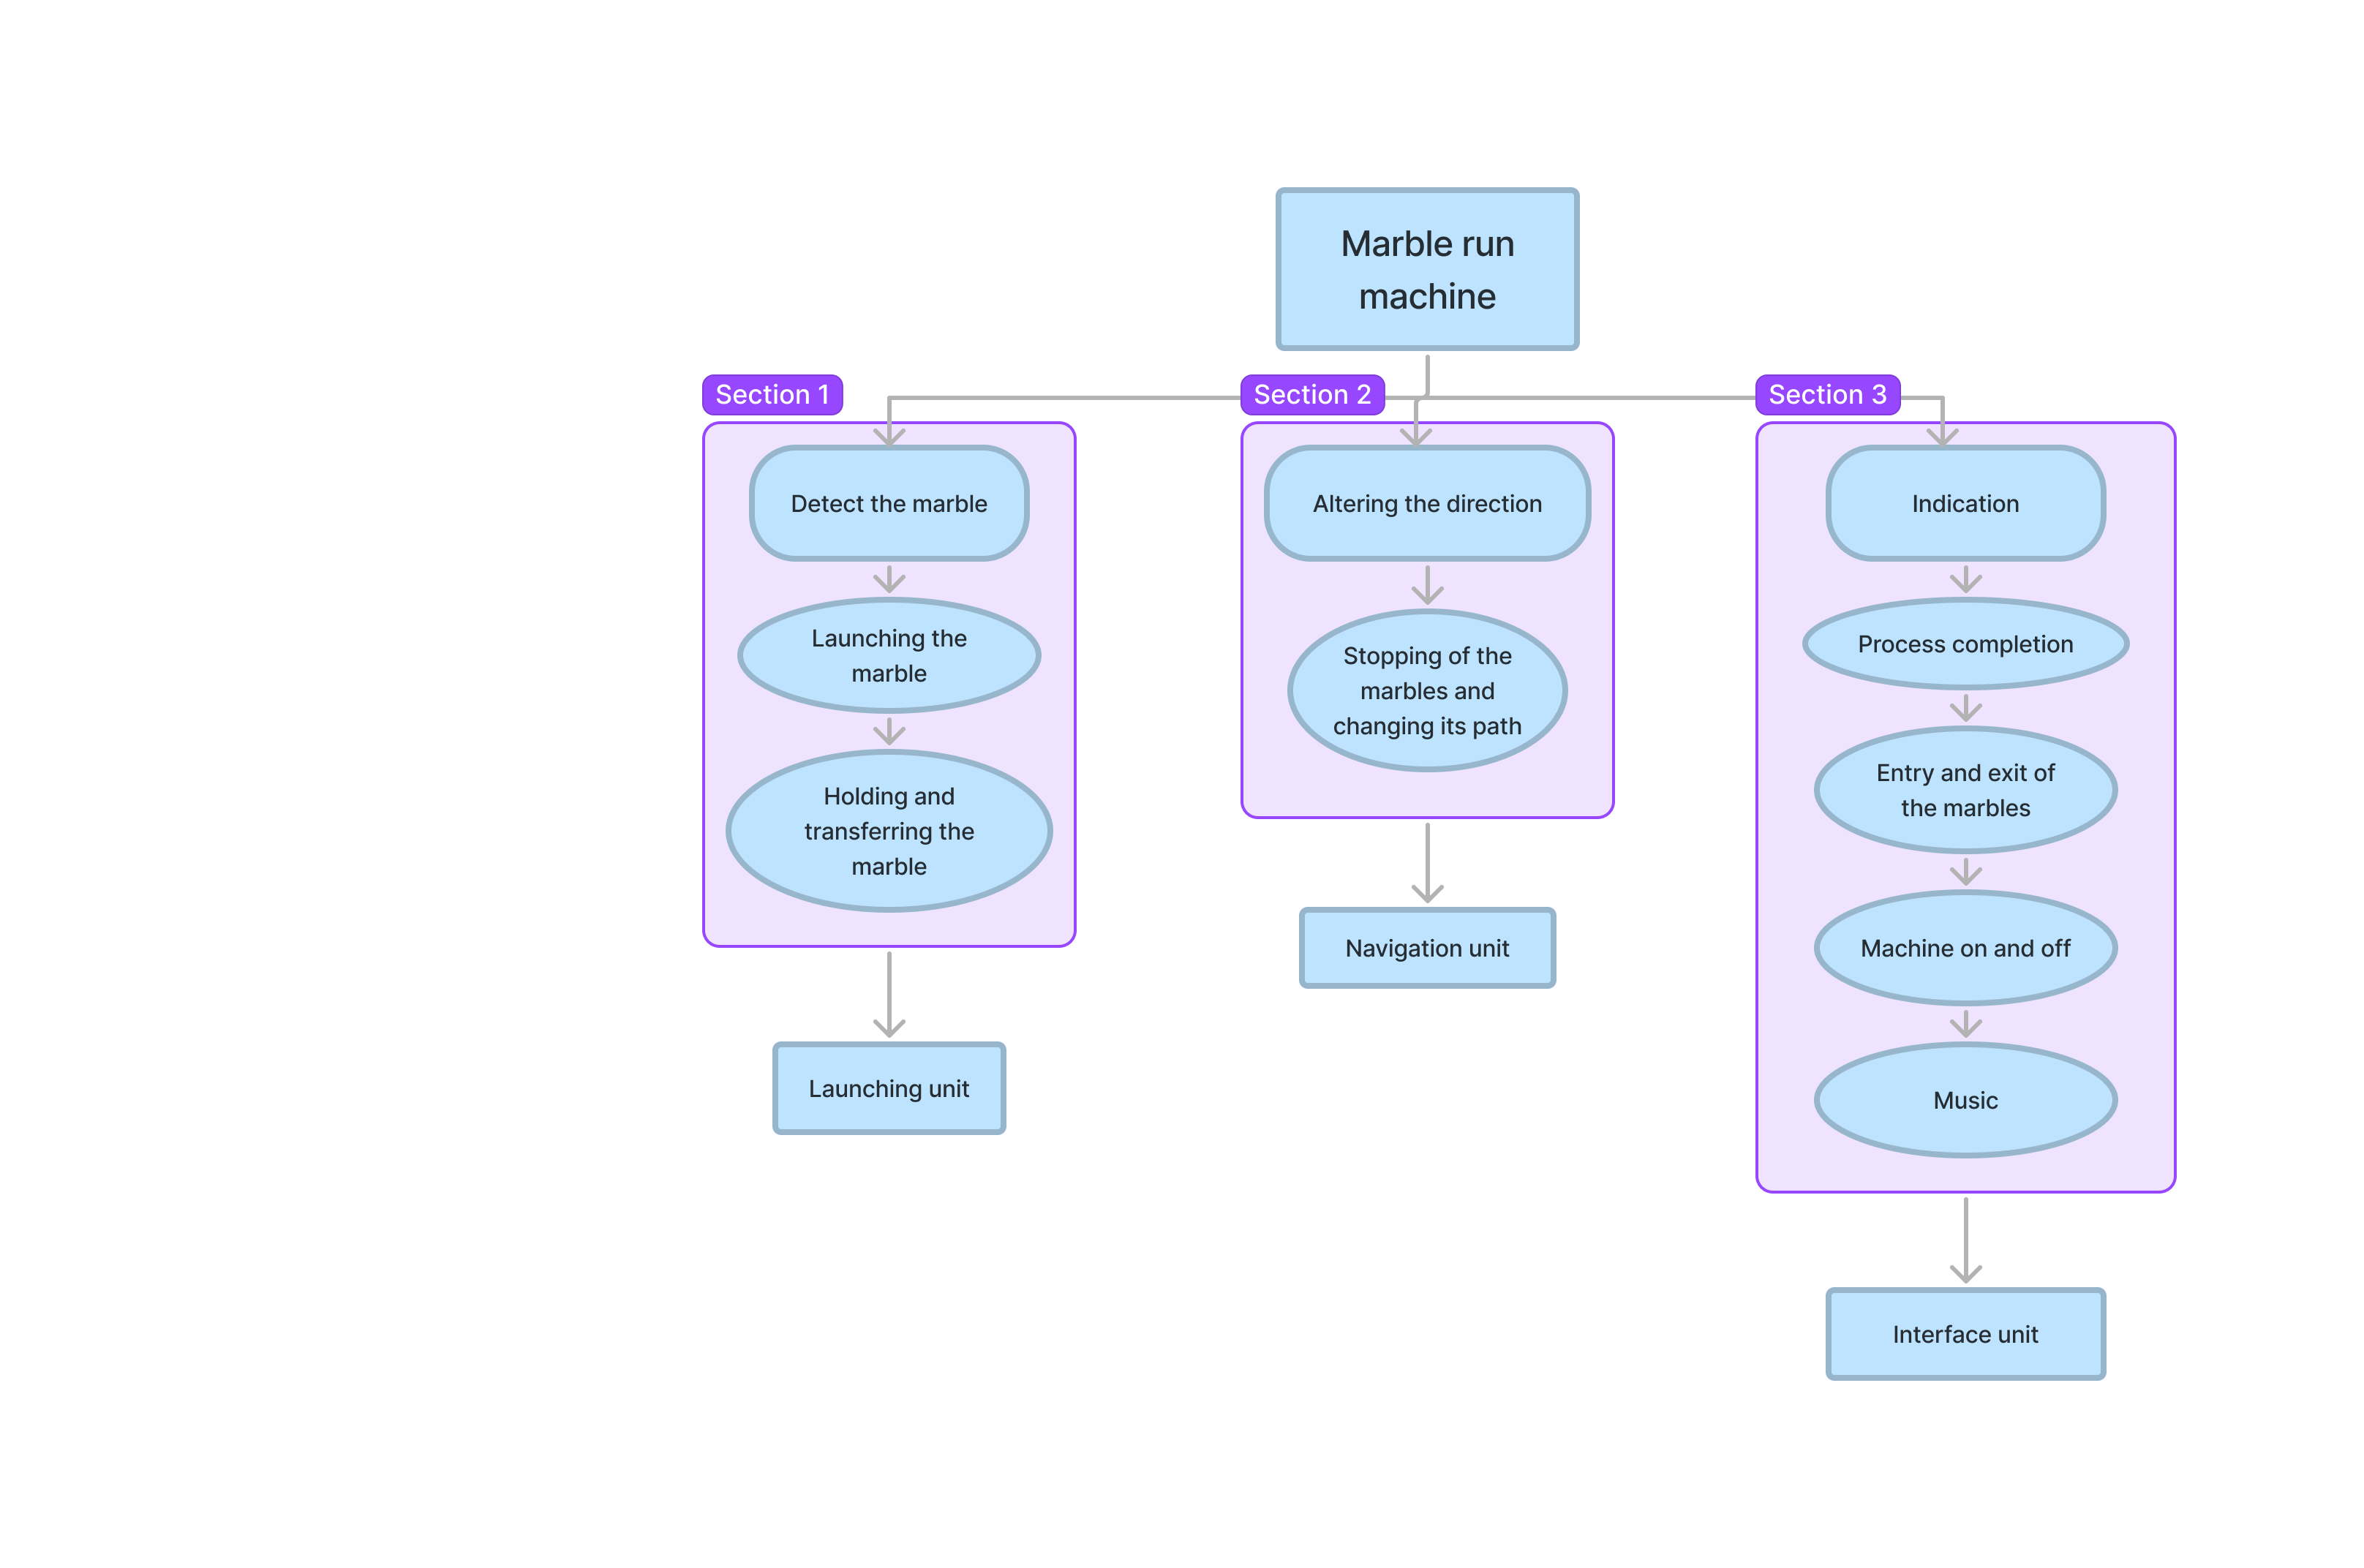 Marble run
machine
Section 1
Section 2
Section 3
Detect the marble
Launching the
marble
Holding and
transferring the
marble
Launching unit
Altering the direction
Stopping of the
marbles and
changing its path
Navigation unit
Indication
Process completion
Entry and exit of
the marbles
Machine on and off
Music
Interface unit